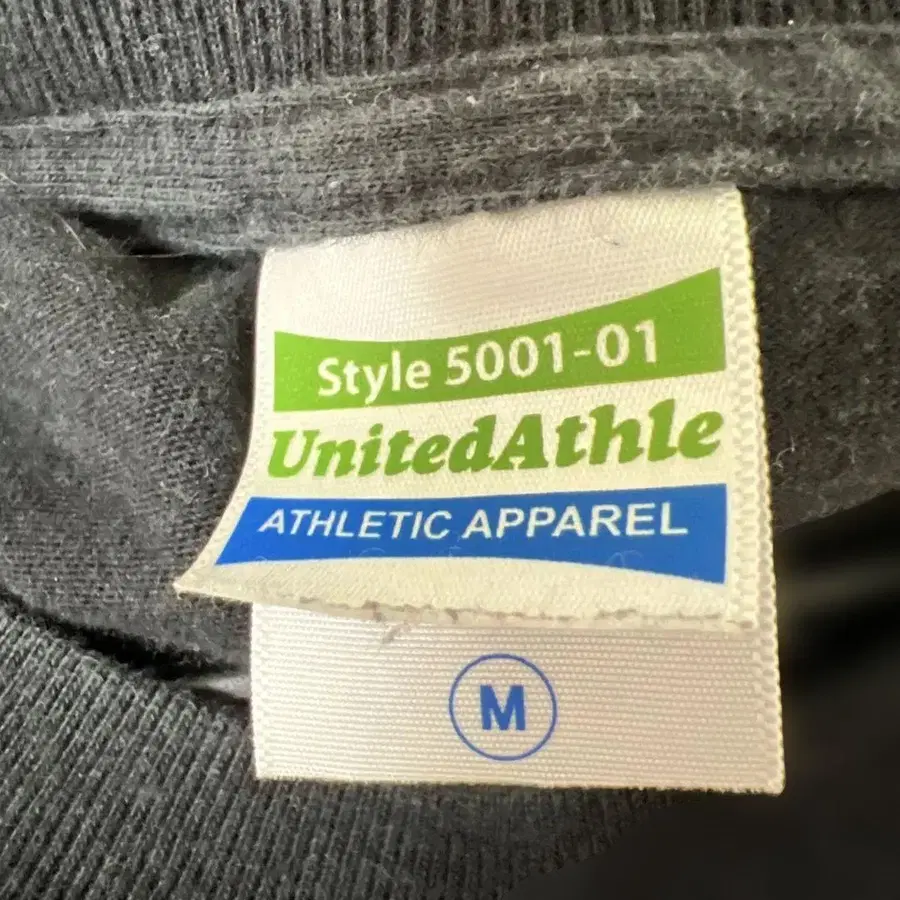 Style 5001-01
UnitedAthle
ATHLETIC APPAREL
M